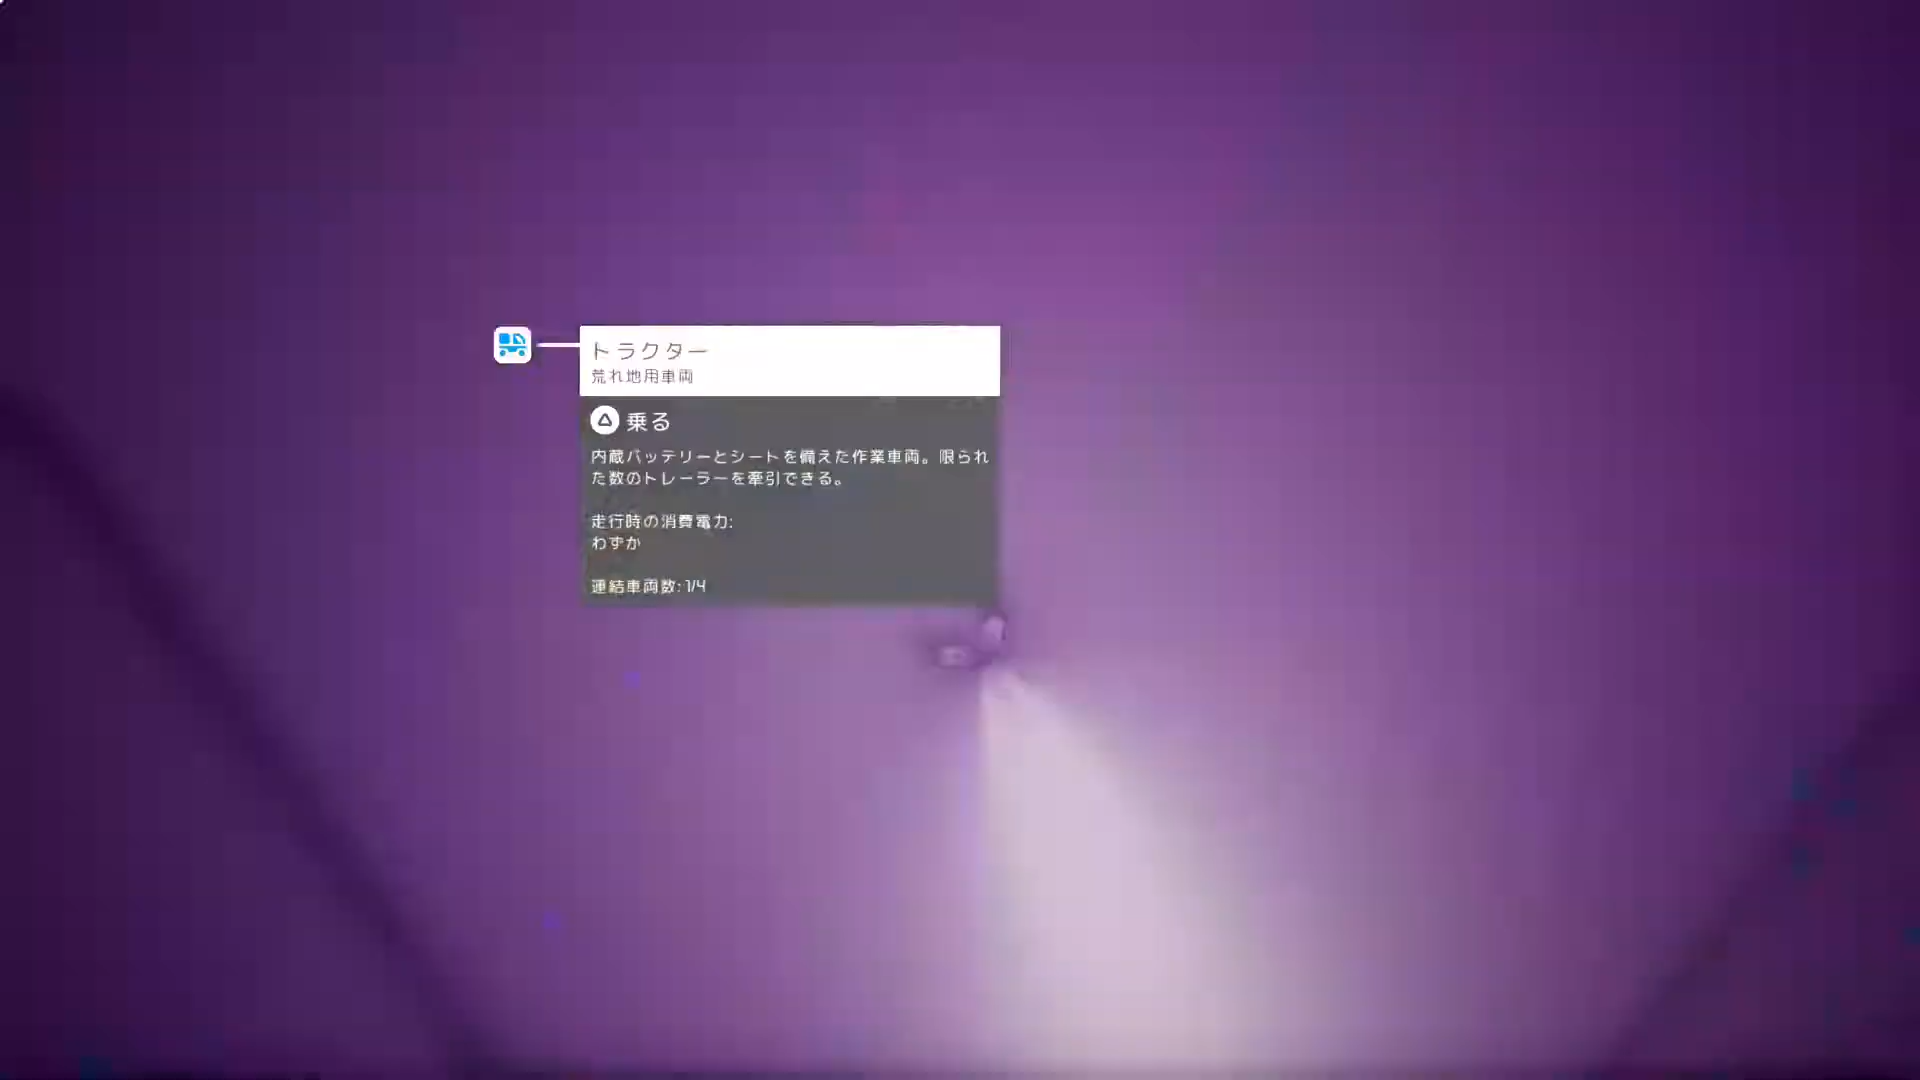 トラクター
荒れ地用車両
乗る
内蔵バッテリーとシートを備えた作業車両。限られ
た数のトレーラーを牽引できる。
走行時の消費電力:
わずか
連結車両数: 1/4